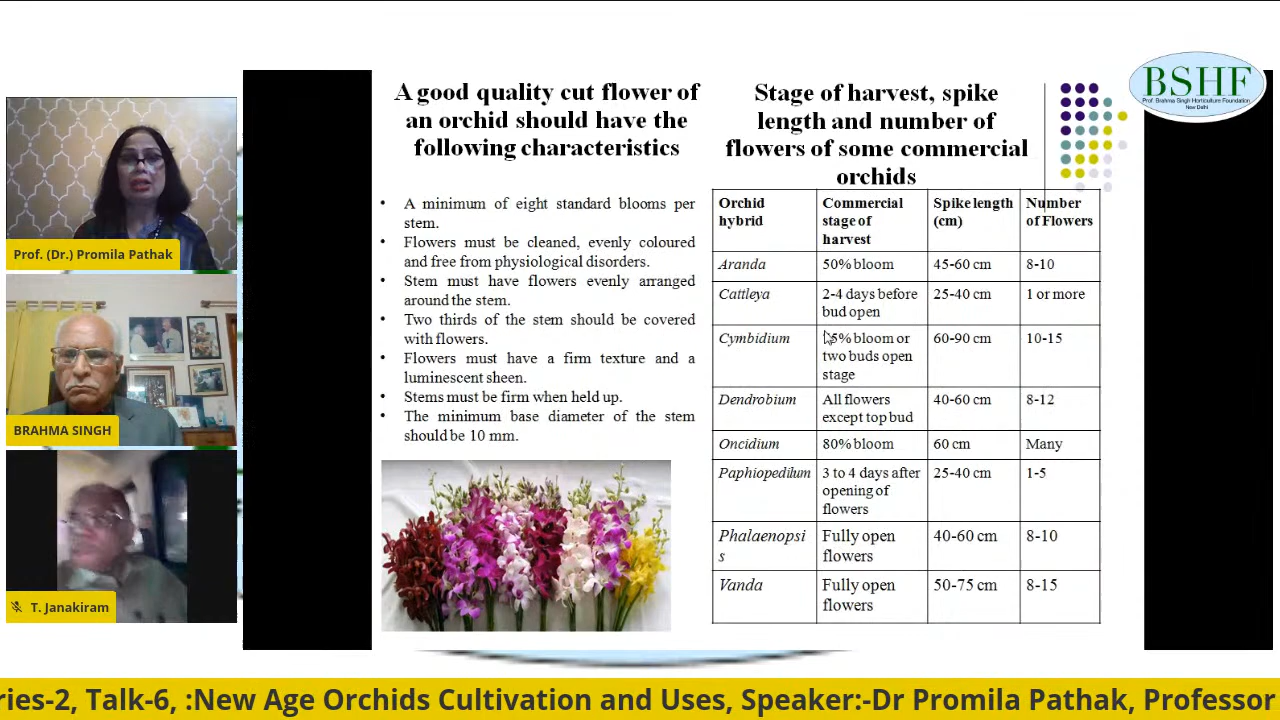 A good quality cut flower of
an orchid should have the
following characteristics
• A minimum of eight standard blooms per
stem.
• Flowers must be cleaned, evenly coloured
and free from physiological disorders.
• Stem must have flowers evenly arranged
around the stem.
• Two thirds of the stem should be covered
with flowers.
• Flowers must have a firm texture and a
luminescent sheen.
• Stems must be firm when held up.
• The minimum base diameter of the stem
should be 10 mm.
Stage of harvest, spike
length and number of
flowers of some commercial
orchids
Orchid hybrid | Commercial stage of harvest | Spike length (cm) | Number of Flowers
Aranda | 50% bloom | 45-60 cm | 8-10
Cattleya | 2-4 days before bud open | 25-40 cm | 1 or more
Cymbidium | bloom or two buds open stage | 60-90 cm | 10-15
Dendrobium | All flowers except top bud | 40-60 cm | 8-12
Oncidium | 80% bloom | 60 cm | Many
Paphiopedilum | 3 to 4 days after opening of flowers | 25-40 cm | 1-5
Phalaenopsis | Fully open flowers | 40-60 cm | 8-10
Vanda | Fully open flowers | 50-75 cm | 8-15
BSHF
Prof. Brahma Singh Horticulture Foundation
New Delhi
Prof. (Dr.) Promila Pathak
BRAHMA SINGH
T. Janakiram
ries-2, Talk-6, :New Age Orchids Cultivation and Uses, Speaker:-Dr Promila Pathak, Professor